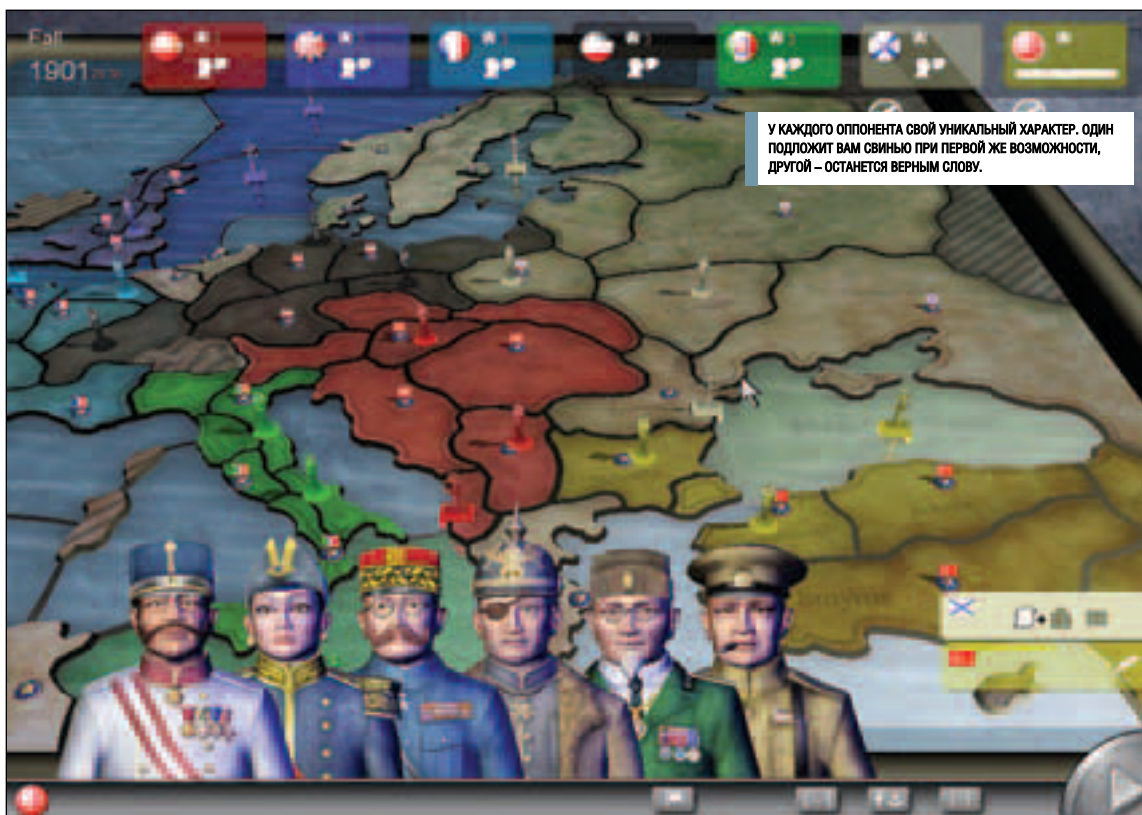 Fall
1901
У КАЖДОГО ОППОНЕНТА СВОЙ УНИКАЛЬНЫЙ ХАРАКТЕР. ОДИН
ПОДЛОЖИТ ВАМ СВИНЬЮ ПРИ ПЕРВОЙ ЖЕ ВОЗМОЖНОСТИ,
ДРУГОЙ – ОСТАНЕТСЯ ВЕРНЫМ СЛОВУ.